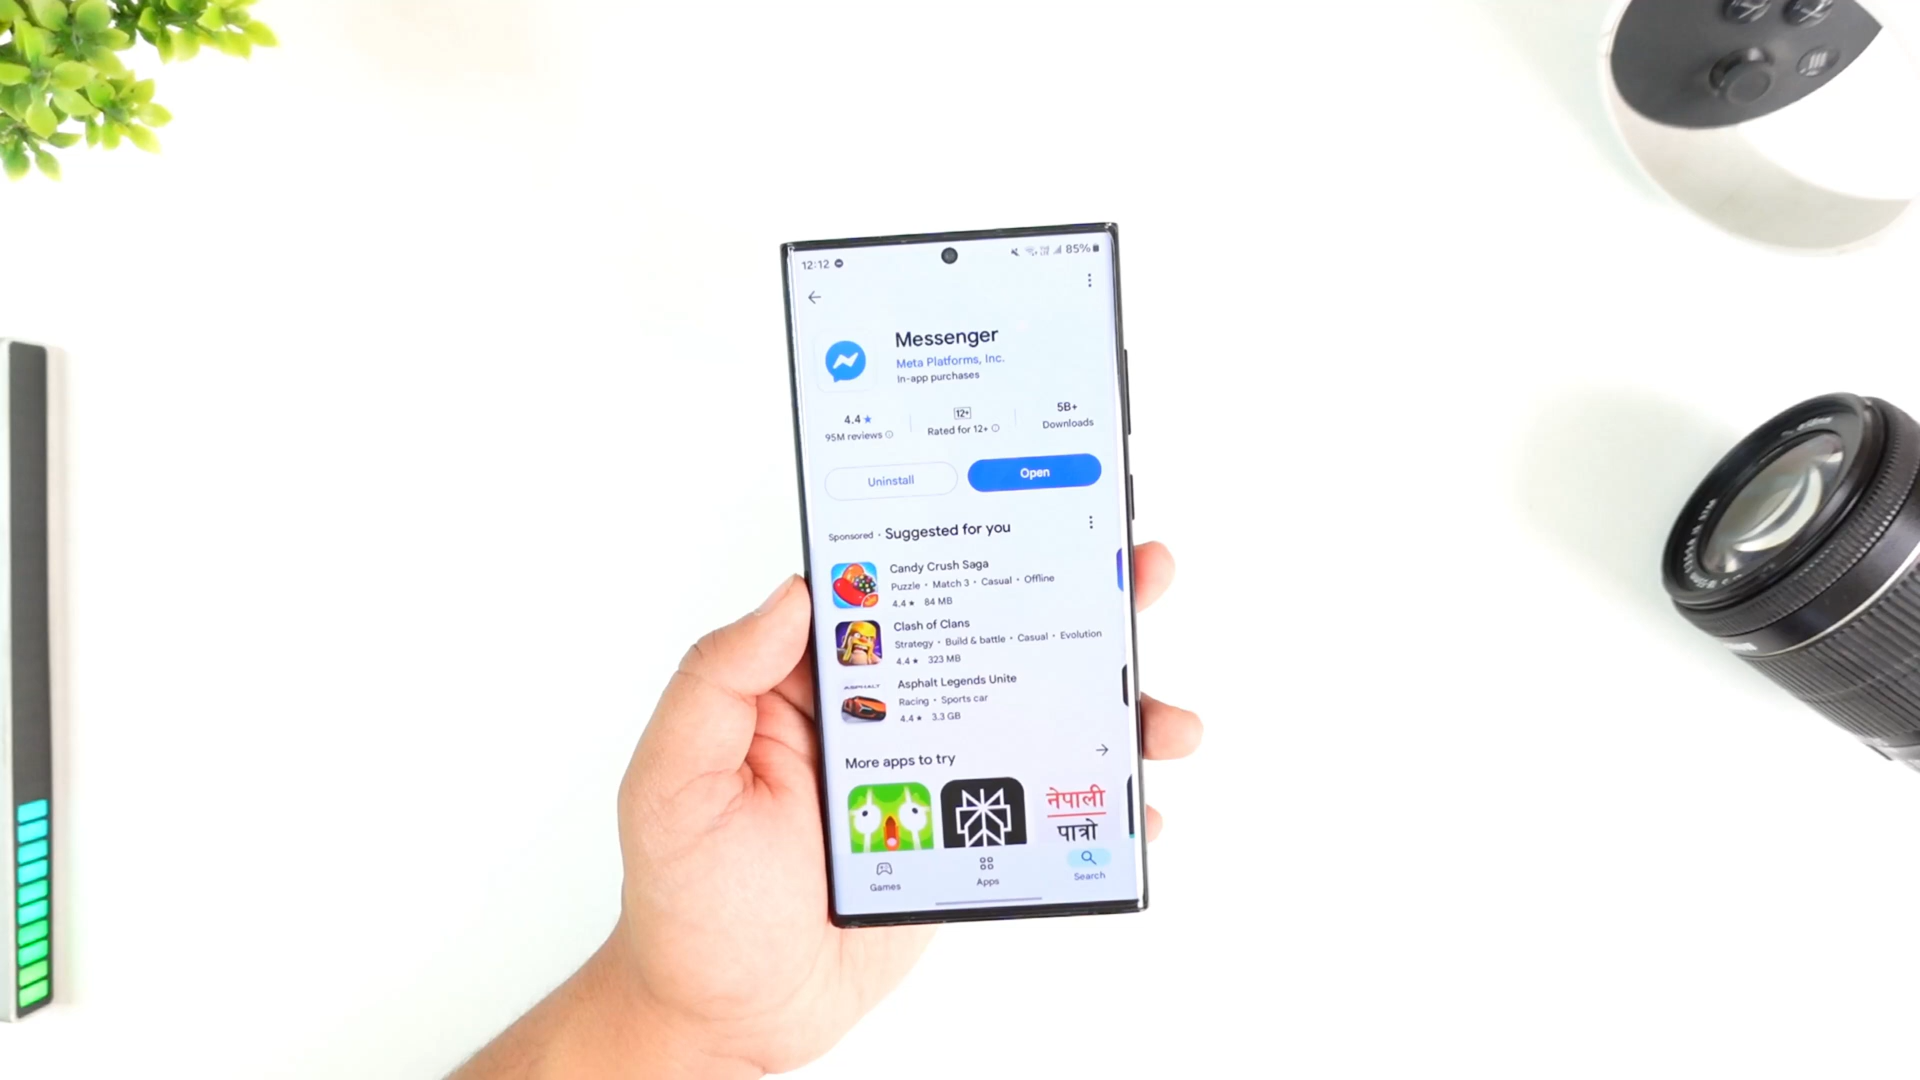 12:12
85%
Messenger
Meta Platforms, Inc.
In-app purchases
4.4★
95M reviews
12+
Rated for 12+
5B+
Downloads
Uninstall
Open
Sponsored · Suggested for you
Candy Crush Saga
Puzzle · Match 3 · Casual · Offline
4.4★ 84 MB
Clash of Clans
Strategy · Build & battle · Casual · Evolution
4.4★ 323 MB
ASPHALT
Asphalt Legends Unite
Racing · Sports car
4.4★ 3.3 GB
More apps to try
नेपाली
पात्रो
Games
Apps
Search